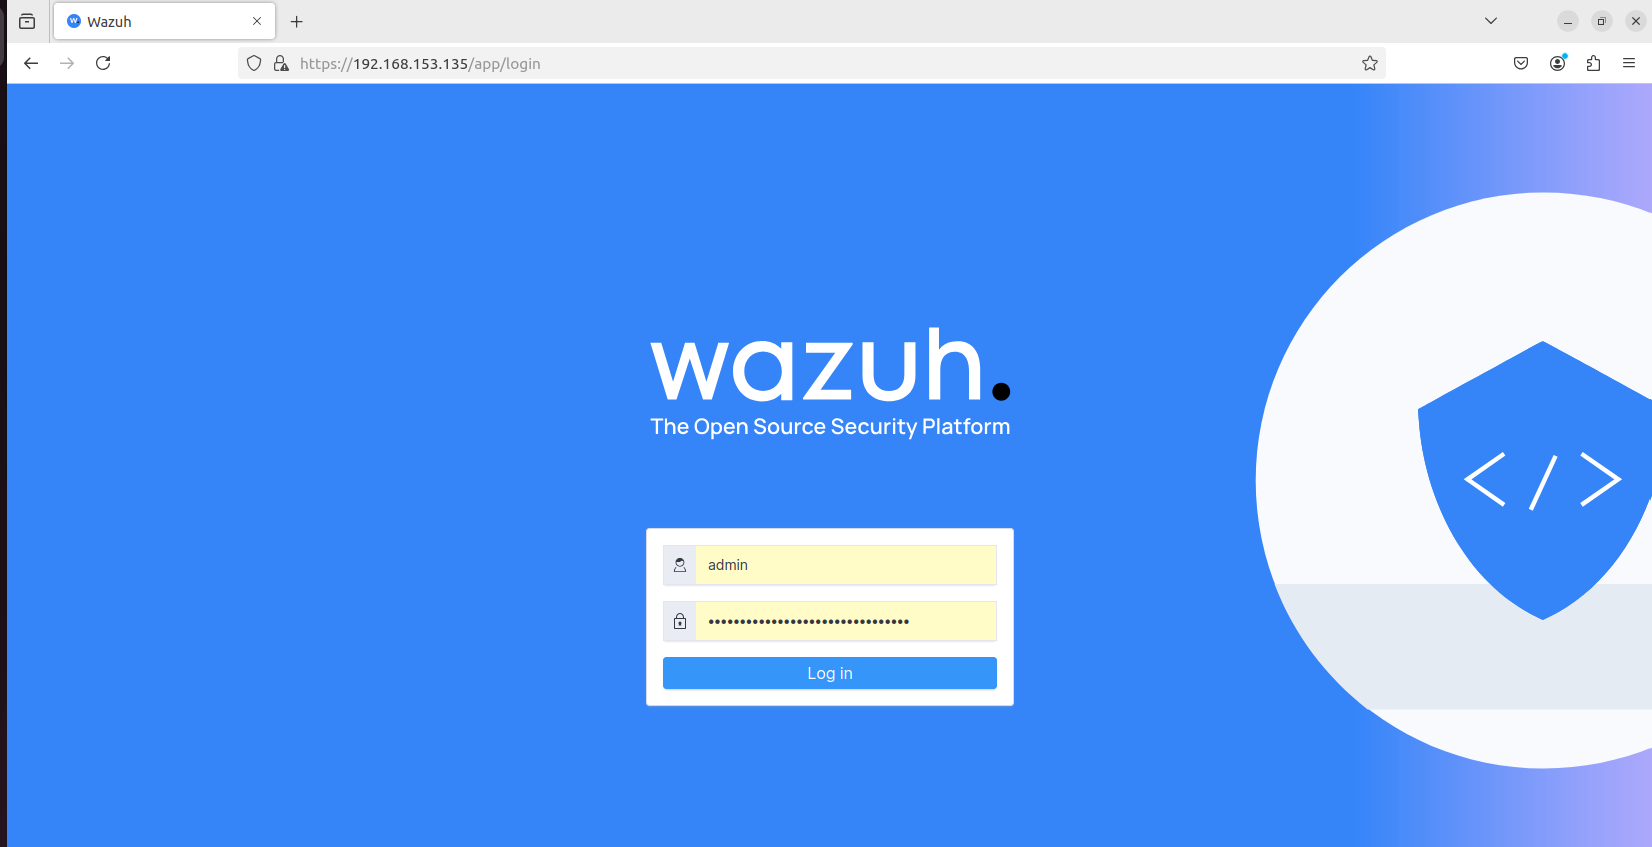 Wazuh
https://192.168.153.135/app/login
wazuh.
The Open Source Security Platform
admin
••••••••••••••••••••••••••••••••
Log in